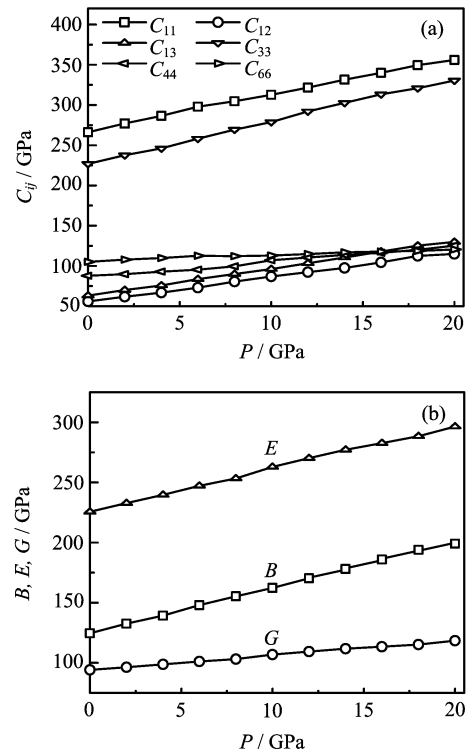 400
350
300
250
200
150
100
50
C11 C12 (a)
C13 C33
C44 C66
Cij / GPa
0 5 10 15 20
P / GPa
300
250
200
150
100
(b)
E
B
G
B, E, G / GPa
0 5 10 15 20
P / GPa